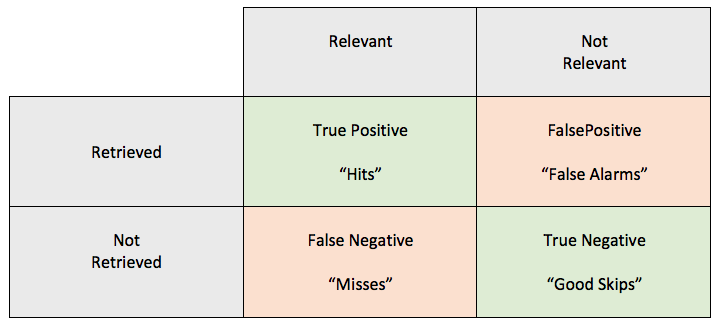 Relevant
Not
Relevant
Retrieved
True Positive
“Hits”
FalsePositive
“False Alarms”
Not
Retrieved
False Negative
“Misses”
True Negative
“Good Skips”